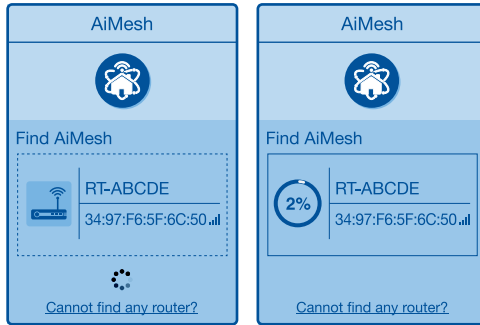 AiMesh
Find AiMesh
RT-ABCDE
34:97:F6:5F:6C:50
Cannot find any router?
AiMesh
Find AiMesh
2%
RT-ABCDE
34:97:F6:5F:6C:50
Cannot find any router?